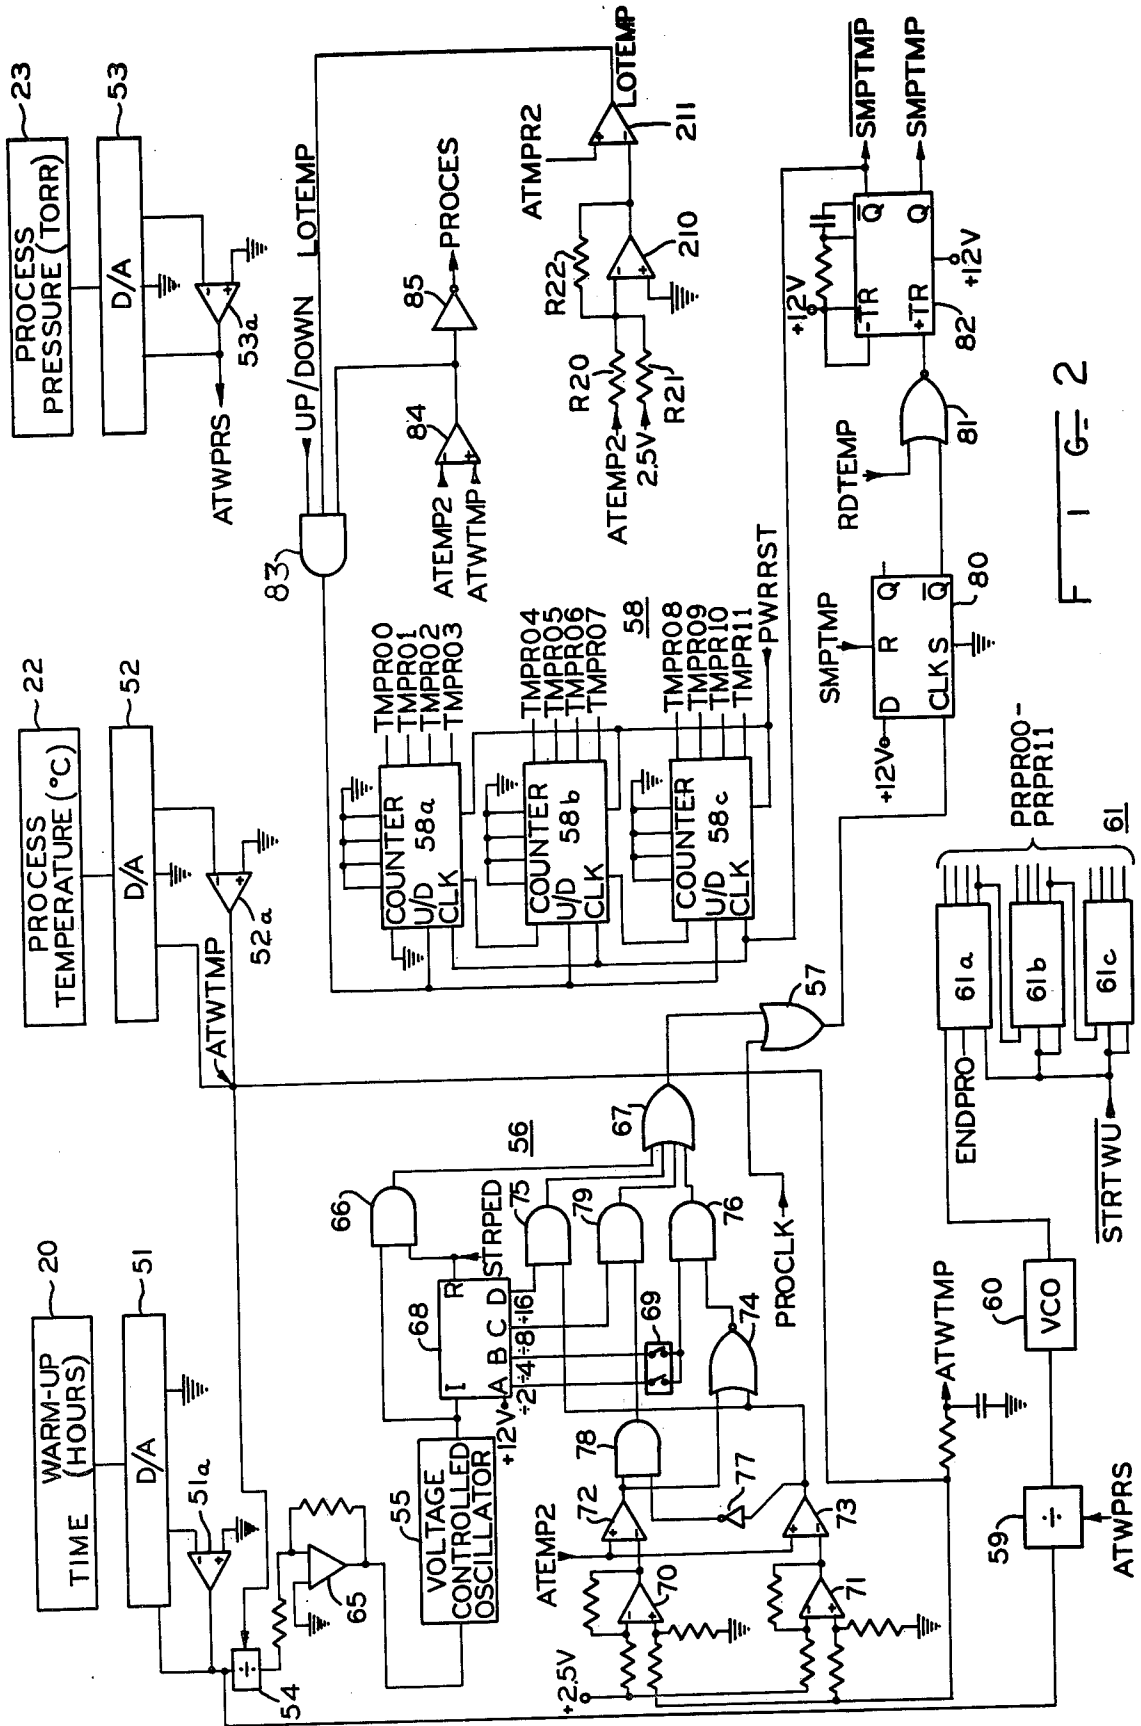 WARM-UP
TIME (HOURS)
20
D/A
51
51a
÷
54
65
VOLTAGE
CONTROLLED
OSCILLATOR
55
PROCESS
TEMPERATURE (°C)
22
D/A
52
52a
ATWTMP
PROCESS
PRESSURE (TORR)
23
D/A
53
53a
ATWPRS
I
R
A B C D
÷2 ÷4 ÷8 ÷16
+12V
68
STRPED
69
66
56
75
79
76
67
74
78
77
72
73
70
71
ATEMP2
+2.5V
PROCLK
57
ATWTMP
÷
59
ATWPRS
VCO
60
ENDPRO
STRTWU
61a
61b
61c
61
PRPR00-
PRPR11
83
UP/DOWN
LOTEMP
COUNTER
58a
U/D
CLK
TMPR00
TMPR01
TMPR02
TMPR03
COUNTER
58b
U/D
CLK
TMPR04
TMPR05
TMPR06
TMPR07
COUNTER
58c
U/D
CLK
TMPR08
TMPR09
TMPR10
TMPR11
58
PWRRST
ATEMP2
ATWTMP
84
85
PROCES
ATEMP2
2.5V
R20
R21
R22
210
ATMPR2
211
LOTEMP
SMPTMP
+12V
D
R
Q
CLK
S
Q
80
RDTEMP
81
+12V
-TR
+TR
Q
Q
82
+12V
SMPTMP
SMPTMP
FIG-2